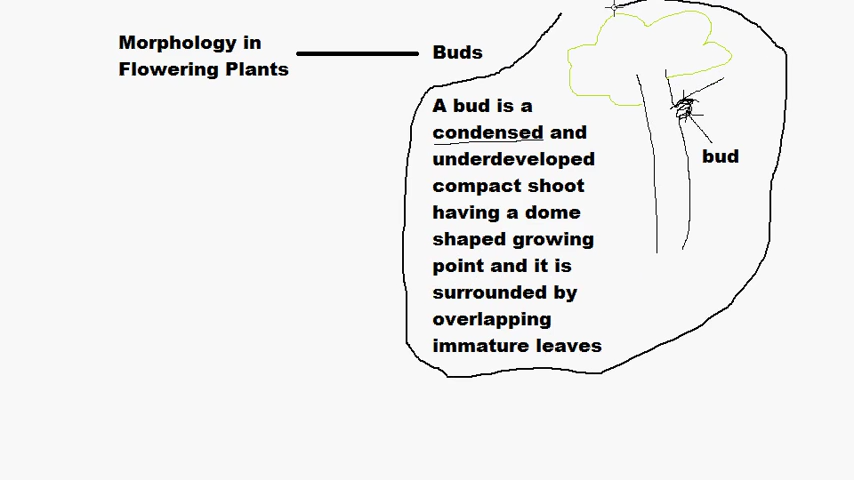 Morphology in
Flowering Plants
Buds
A bud is a
condensed and
underdeveloped
compact shoot
having a dome
shaped growing
point and it is
surrounded by
overlapping
immature leaves
bud